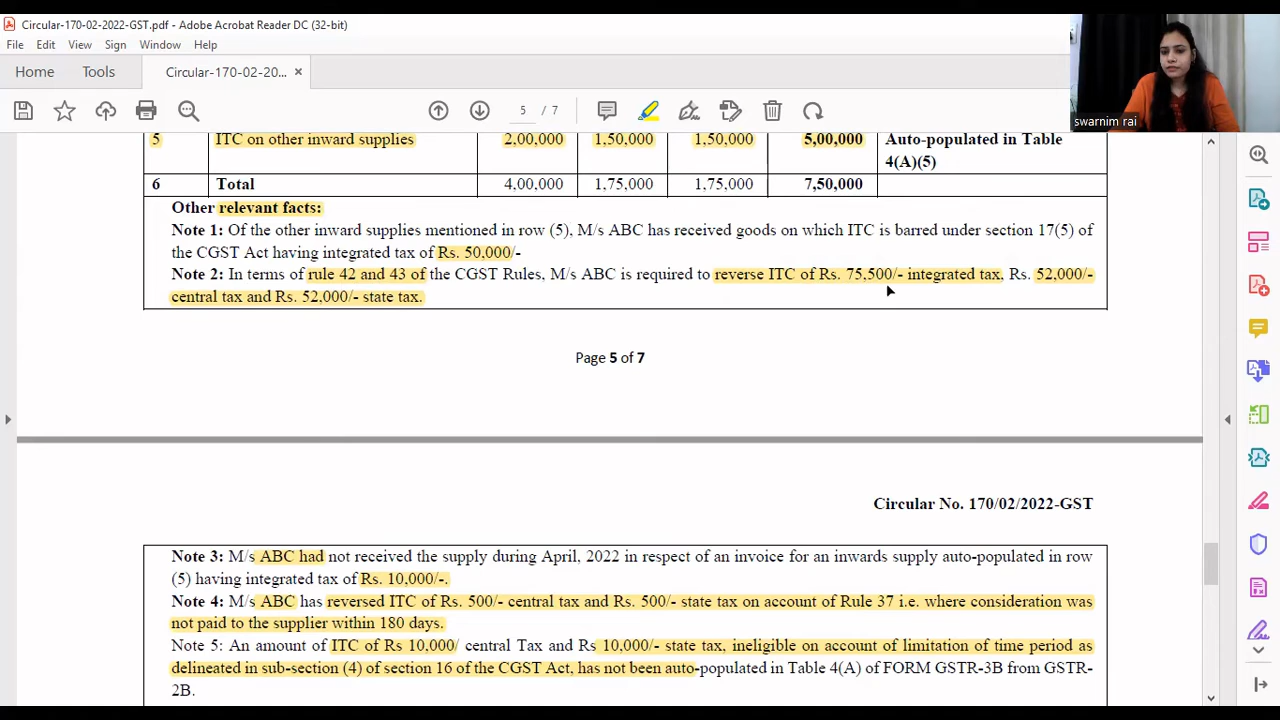 Circular-170-02-2022-GST.pdf - Adobe Acrobat Reader DC (32-bit)
File Edit View Sign Window Help
Home Tools Circular-170-02-20... ×
5 / 7
swarnim rai
5 ITC on other inward supplies 2,00,000 1,50,000 1,50,000 5,00,000 Auto-populated in Table
4(A)(5)
6 Total 4,00,000 1,75,000 1,75,000 7,50,000
Other relevant facts:
Note 1: Of the other inward supplies mentioned in row (5), M/s ABC has received goods on which ITC is barred under section 17(5) of
the CGST Act having integrated tax of Rs. 50,000/-
Note 2: In terms of rule 42 and 43 of the CGST Rules, M/s ABC is required to reverse ITC of Rs. 75,500/- integrated tax, Rs. 52,000/-
central tax and Rs. 52,000/- state tax.
Page 5 of 7
Circular No. 170/02/2022-GST
Note 3: M/s ABC had not received the supply during April, 2022 in respect of an invoice for an inwards supply auto-populated in row
(5) having integrated tax of Rs. 10,000/-.
Note 4: M/s ABC has reversed ITC of Rs. 500/- central tax and Rs. 500/- state tax on account of Rule 37 i.e. where consideration was
not paid to the supplier within 180 days.
Note 5: An amount of ITC of Rs 10,000/ central Tax and Rs 10,000/- state tax, ineligible on account of limitation of time period as
delineated in sub-section (4) of section 16 of the CGST Act, has not been auto-populated in Table 4(A) of FORM GSTR-3B from GSTR-
2B.